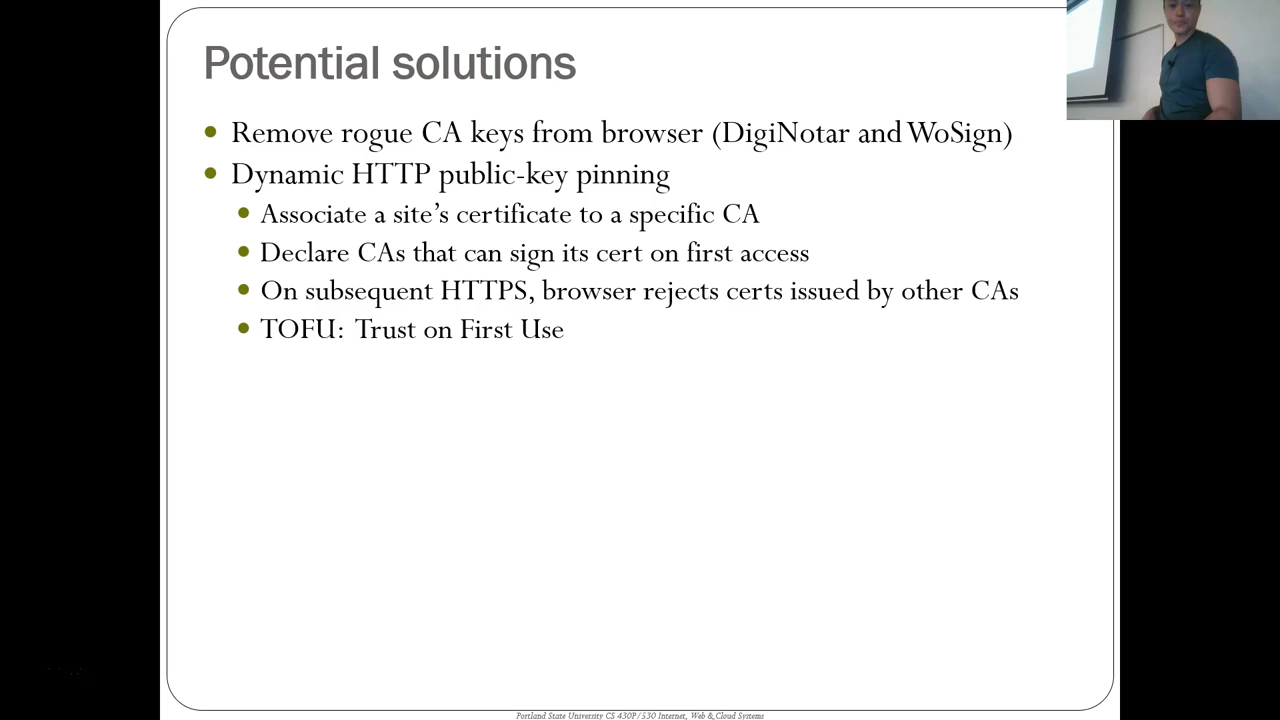 Potential solutions
Remove rogue CA keys from browser (DigiNotar and WoSign)
Dynamic HTTP public-key pinning
Associate a site's certificate to a specific CA
Declare CAs that can sign its cert on first access
On subsequent HTTPS, browser rejects certs issued by other CAs
TOFU: Trust on First Use
Portland State University CS 430P/530 Internet, Web & Cloud Systems